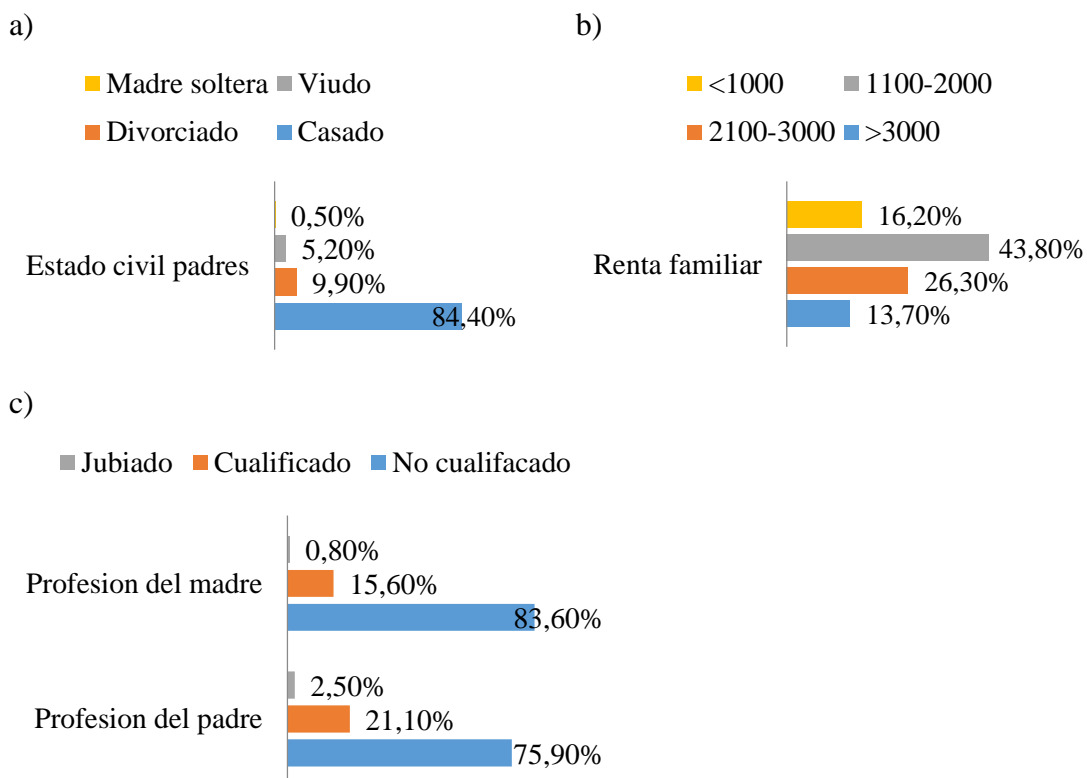 a)
Madre soltera Viudo
Divorciado Casado
0,50%
5,20%
Estado civil padres
9,90%
84,40%
b)
<1000 1100-2000
2100-3000 >3000
16,20%
43,80%
Renta familiar
26,30%
13,70%
c)
Jubiado Cualificado No cualifacado
0,80%
Profesion del madre 15,60%
83,60%
2,50%
Profesion del padre 21,10%
75,90%